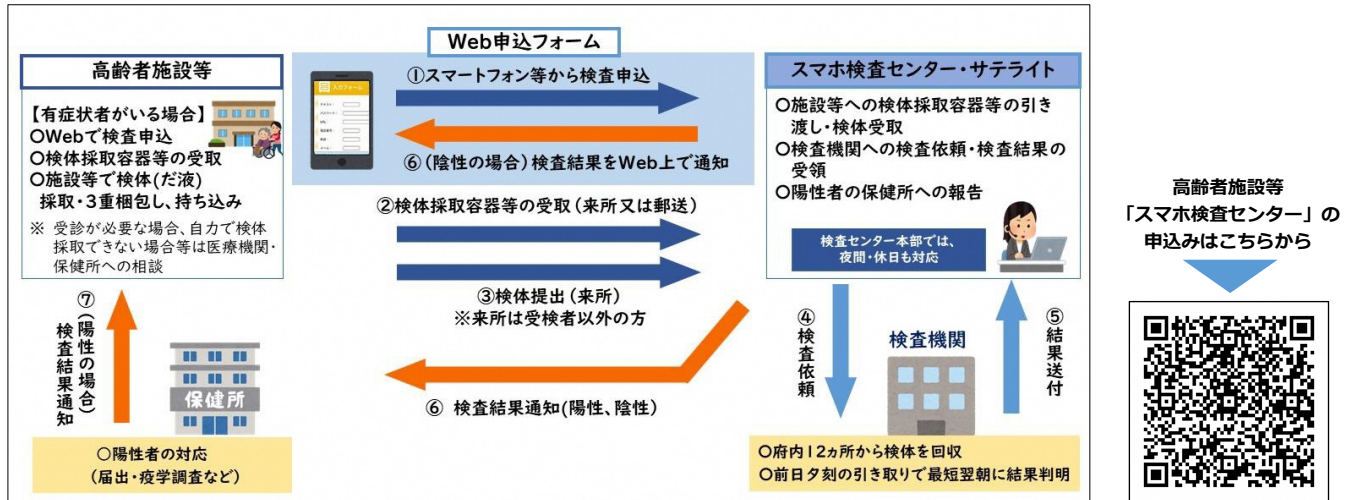 Web申込フォーム
高齢者施設等
【有症状者がいる場合】
○Webで検査申込
○検体採取容器等の受取
○施設等で検体(だ液)
採取・3重梱包し、持ち込み
※ 受診が必要な場合、自力で検体
採取できない場合等は医療機関・
保健所への相談
入力フォーム
①スマートフォン等から検査申込
⑥(陰性の場合)検査結果をWeb上で通知
②検体採取容器等の受取(来所又は郵送)
③検体提出(来所)
※来所は受検者以外の方
⑥ 検査結果通知(陽性、陰性)
スマホ検査センター・サテライト
○施設等への検体採取容器等の引き
渡し・検体受取
○検査機関への検査依頼・検査結果の
受領
○陽性者の保健所への報告
検査センター本部では、
夜間・休日も対応
④検査依頼
検査機関
⑤結果送付
○府内12ヵ所から検体を回収
○前日夕刻の引き取りで最短翌朝に結果判明
⑦(陽性の場合)
検査結果通知
保健所
○陽性者の対応
(届出・疫学調査など)
高齢者施設等
「スマホ検査センター」の
申込みはこちらから